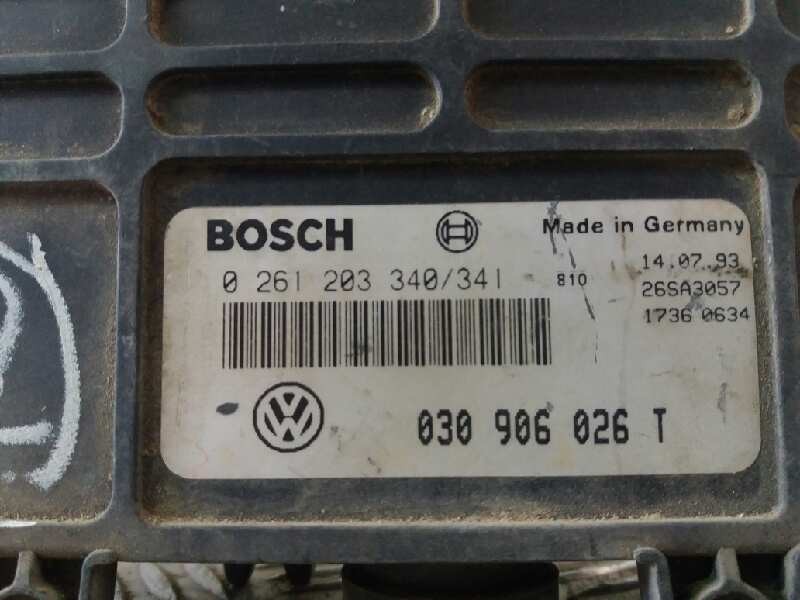 BOSCH
Made in Germany
0 261 203 340/341
810
14.07.93
26SA3057
1736 0634
030 906 026 T